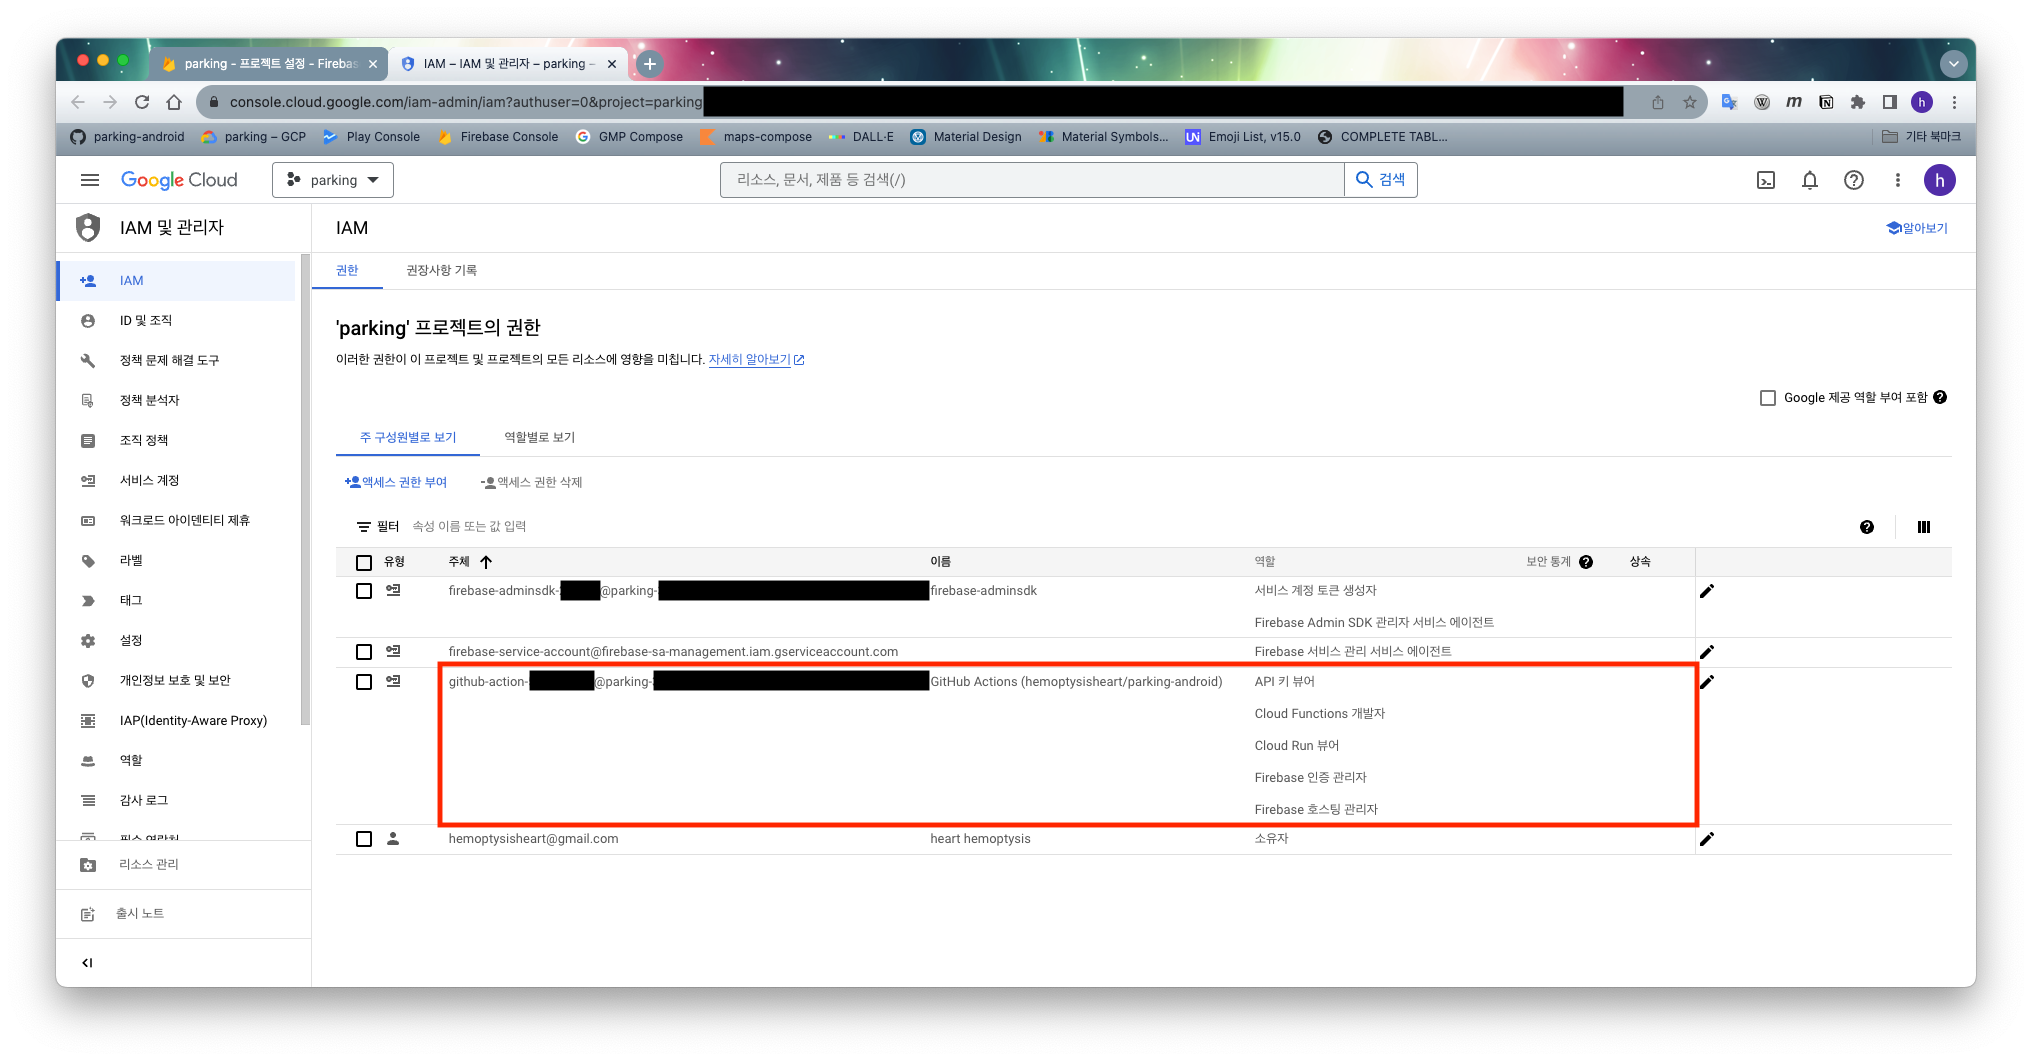 parking - 프로젝트 설정 - Firebas
IAM – IAM 및 관리자 – parking –
console.cloud.google.com/iam-admin/iam?authuser=0&project=parking
h
parking-android
parking – GCP
Play Console
Firebase Console
GMP Compose
maps-compose
DALL·E
Material Design
Material Symbols...
Emoji List, v15.0
COMPLETE TABL...
기타 북마크
Google Cloud
parking
리소스, 문서, 제품 등 검색(/)
검색
h
IAM 및 관리자
IAM
알아보기
IAM
ID 및 조직
정책 문제 해결 도구
정책 분석자
조직 정책
서비스 계정
워크로드 아이덴티티 제휴
라벨
태그
설정
개인정보 보호 및 보안
IAP(Identity-Aware Proxy)
역할
감사 로그
필수 연락처
리소스 관리
출시 노트
권한
권장사항 기록
'parking' 프로젝트의 권한
이러한 권한이 이 프로젝트 및 프로젝트의 모든 리소스에 영향을 미칩니다. 자세히 알아보기
Google 제공 역할 부여 포함
주 구성원별로 보기
역할별로 보기
액세스 권한 부여
액세스 권한 삭제
필터 속성 이름 또는 값 입력
유형 주체 이름 역할 보안 통계 상속
firebase-adminsdk- @parking- firebase-adminsdk 서비스 계정 토큰 생성자
Firebase Admin SDK 관리자 서비스 에이전트
firebase-service-account@firebase-sa-management.iam.gserviceaccount.com Firebase 서비스 관리 서비스 에이전트
github-action- @parking- GitHub Actions (hemoptysisheart/parking-android) API 키 뷰어
Cloud Functions 개발자
Cloud Run 뷰어
Firebase 인증 관리자
Firebase 호스팅 관리자
hemoptysisheart@gmail.com heart hemoptysis 소유자